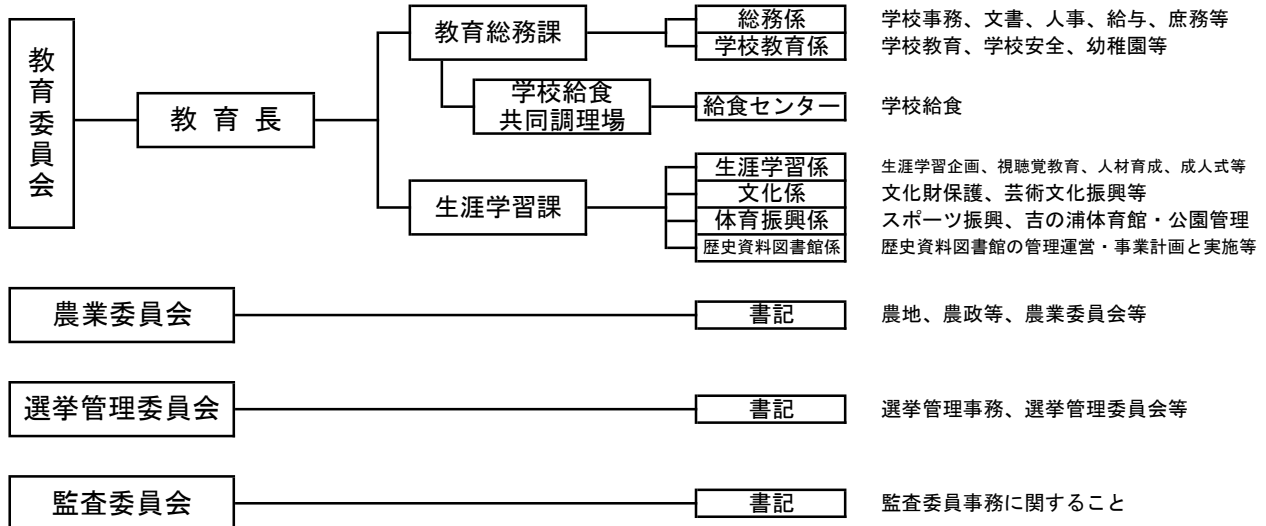 教育委員会
教育長
教育総務課
総務係
学校事務、文書、人事、給与、庶務等
学校教育係
学校教育、学校安全、幼稚園等
学校給食
共同調理場
給食センター
学校給食
生涯学習課
生涯学習係
生涯学習企画、視聴覚教育、人材育成、成人式等
文化係
文化財保護、芸術文化振興等
体育振興係
スポーツ振興、吉の浦体育館・公園管理
歴史資料図書館係
歴史資料図書館の管理運営・事業計画と実施等
農業委員会
書記
農地、農政等、農業委員会等
選挙管理委員会
書記
選挙管理事務、選挙管理委員会等
監査委員会
書記
監査委員事務に関すること